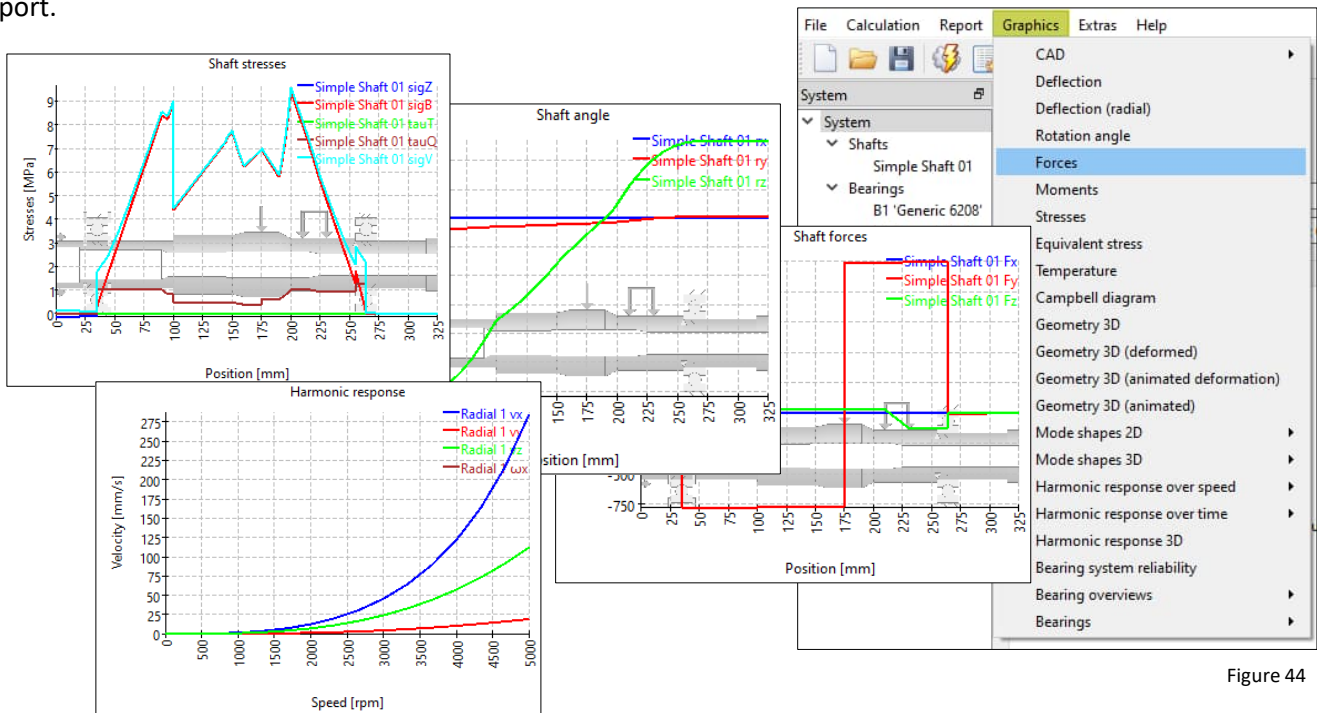 port.
Shaft stresses
Simple Shaft 01 sigZ
Simple Shaft 01 sigB
Simple Shaft 01 tauT
Simple Shaft 01 tauQ
Simple Shaft 01 sigV
Stresses [MPa]
9
8
7
6
5
4
3
2
1
0
0 25 50 75 100 125 150 175 200 225 250 275 300 325
Position [mm]
Shaft angle
Simple Shaft 01 rx
Simple Shaft 01 ry
Simple Shaft 01 rz
150 175 200 225 250 275 300 325
sition [mm]
Shaft forces
Simple Shaft 01 Fx
Simple Shaft 01 Fy
Simple Shaft 01 Fz
-500
-750
0 25 50 75 100 125 150 175 200 225 250 275 300 325
Position [mm]
Harmonic response
Radial 1 vx
Radial 1 vy
Radial 1 vz
Radial 1 ωx
Velocity [mm/s]
275
250
225
200
175
150
125
100
75
50
25
0
0 500 1000 1500 2000 2500 3000 3500 4000 4500 5000
Speed [rpm]
File Calculation Report Graphics Extras Help
System
System
Shafts
Simple Shaft 01
Bearings
B1 'Generic 6208'
CAD
Deflection
Deflection (radial)
Rotation angle
Forces
Moments
Stresses
Equivalent stress
Temperature
Campbell diagram
Geometry 3D
Geometry 3D (deformed)
Geometry 3D (animated deformation)
Geometry 3D (animated)
Mode shapes 2D
Mode shapes 3D
Harmonic response over speed
Harmonic response over time
Harmonic response 3D
Bearing system reliability
Bearing overviews
Bearings
Figure 44